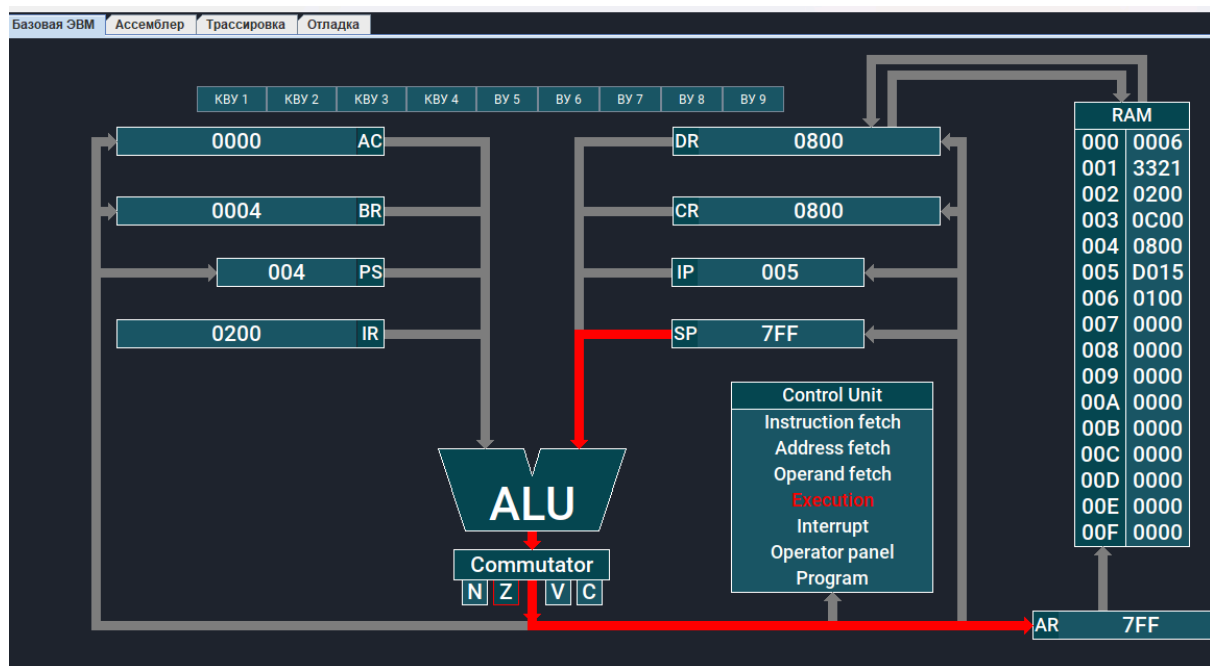 Базовая ЭВМ Ассемблер Трассировка Отладка
КВУ 1 КВУ 2 КВУ 3 КВУ 4 ВУ 5 ВУ 6 ВУ 7 ВУ 8 ВУ 9
0000 AC
DR 0800
0004 BR
CR 0800
004 PS
IP 005
0200 IR
SP 7FF
RAM
000 0006
001 3321
002 0200
003 0C00
004 0800
005 D015
006 0100
007 0000
008 0000
009 0000
00A 0000
00B 0000
00C 0000
00D 0000
00E 0000
00F 0000
Control Unit
Instruction fetch
Address fetch
Operand fetch
Execution
Interrupt
Operator panel
Program
ALU
Commutator
N Z V C
AR 7FF